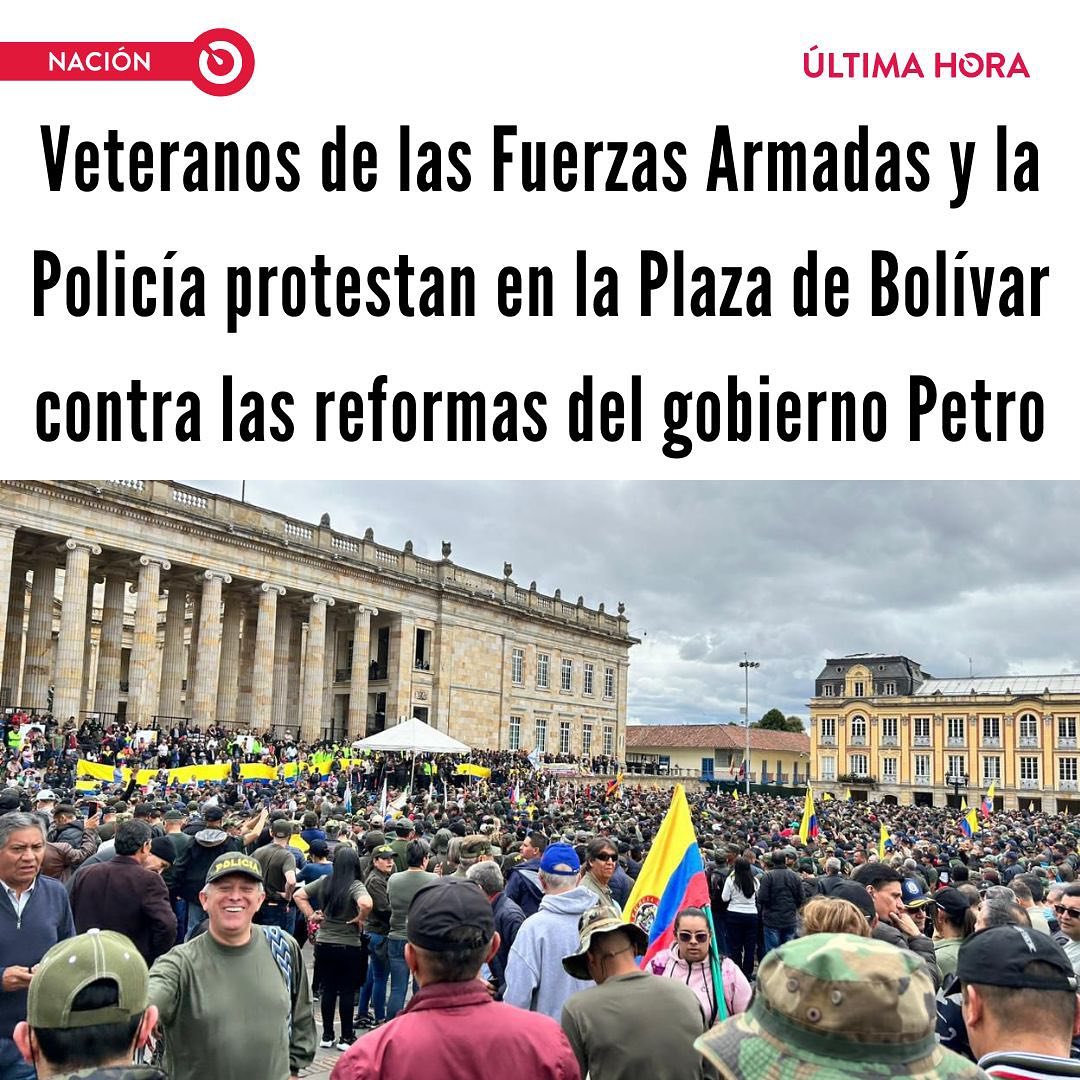 NACIÓN
ÚLTIMA HORA
Veteranos de las Fuerzas Armadas y la
Policía protestan en la Plaza de Bolívar
contra las reformas del gobierno Petro
POLICIA